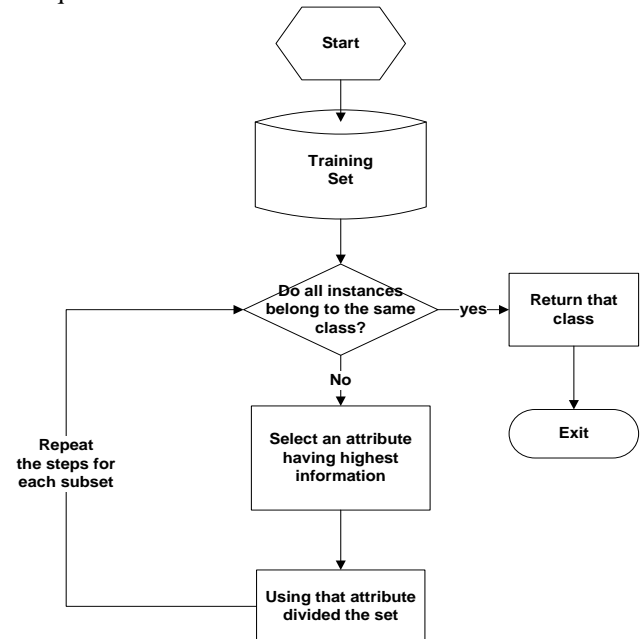 Start
Training
Set
Do all instances
belong to the same
class?
yes
Return that
class
No
Exit
Select an attribute
having highest
information
Repeat
the steps for
each subset
Using that attribute
divided the set